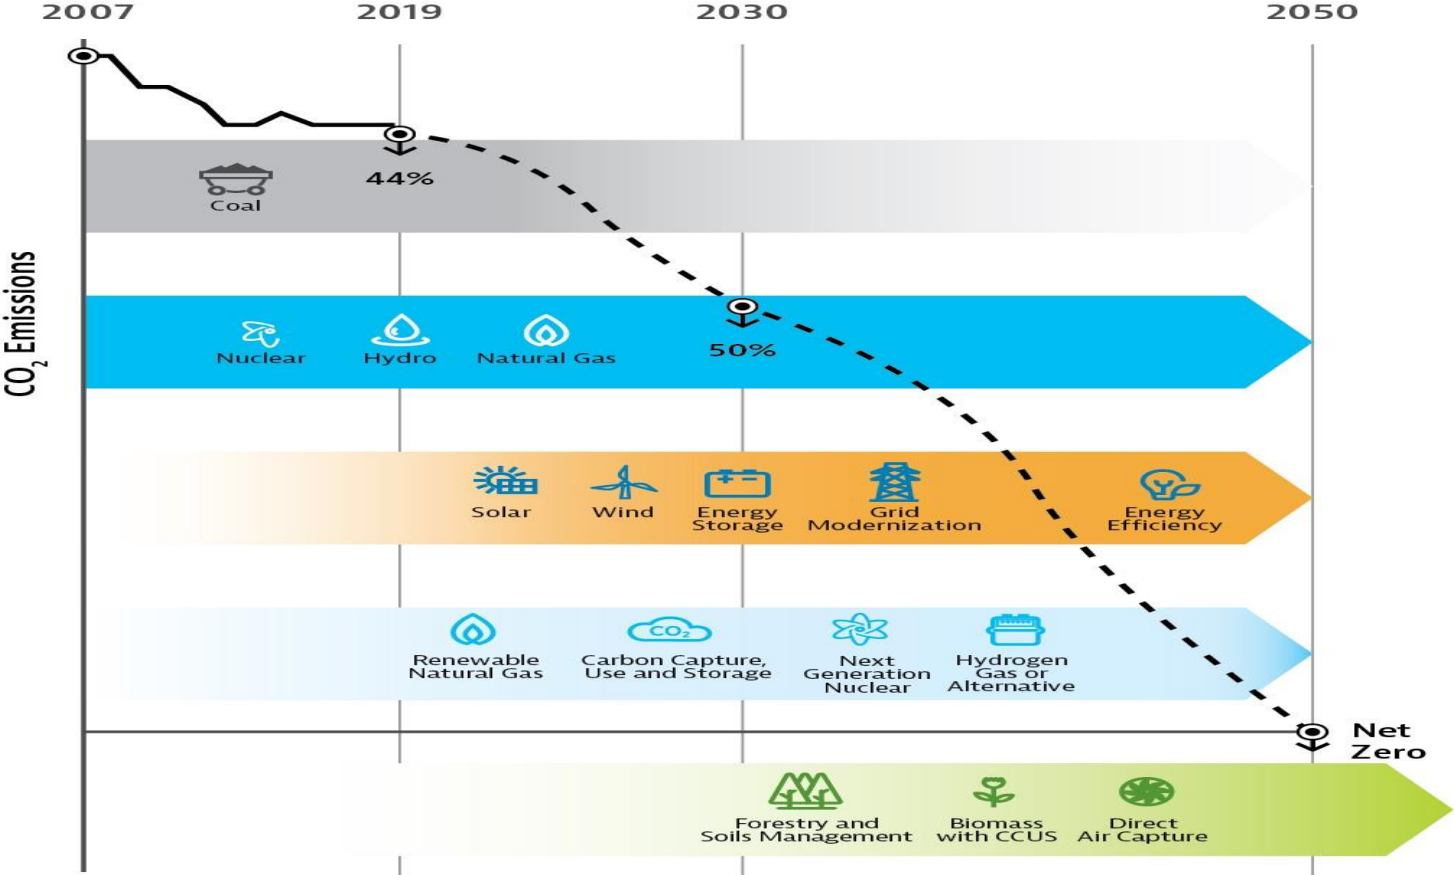 2007 2019 2030 2050
CO₂ Emissions
44%
Coal
50%
Nuclear Hydro Natural Gas
Solar Wind Energy Storage Grid Modernization Energy Efficiency
CO₂
Renewable Natural Gas Carbon Capture, Use and Storage Next Generation Nuclear Hydrogen Gas or Alternative
Net
Zero
Forestry and Soils Management Biomass with CCUS Direct Air Capture